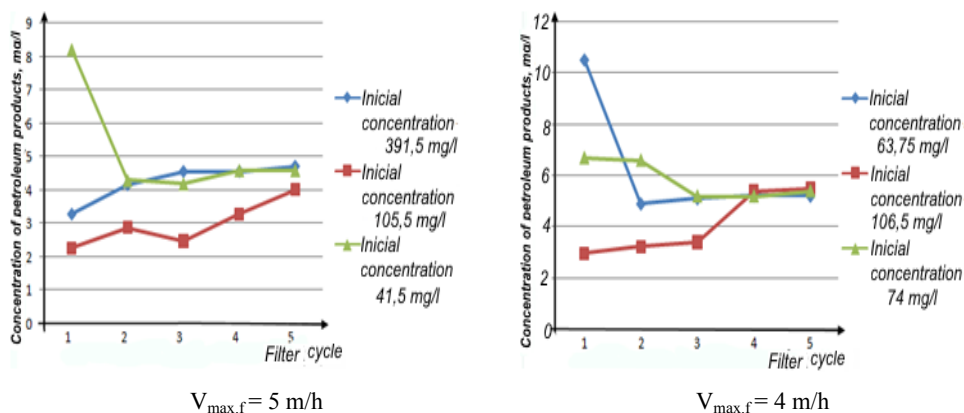 Concentration of petroleum products, mg/l
9
8
7
6
5
4
3
2
1
0
1 2 3 4 5
Filter cycle
Inicial
concentration
391,5 mg/l
Inicial
concentration
105,5 mg/l
Inicial
concentration
41,5 mg/l
V max,f = 5 m/h
Concentration of petroleum products, mg/l
12
10
8
6
4
2
0
1 2 3 4 5
Filter cycle
Inicial
concentration
63,75 mg/l
Inicial
concentration
106,5 mg/l
Inicial
concentration
74 mg/l
V max,f = 4 m/h